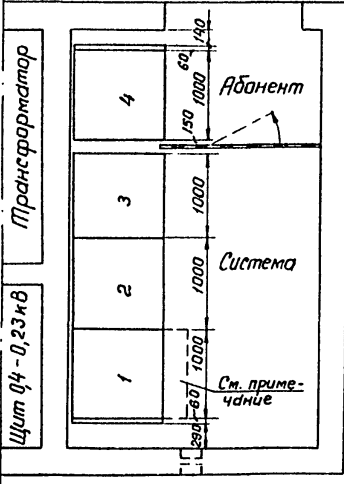 Трансформатор
Щит 0,4-0,23кВ
140
60
1000
4
Абонент
150
3
1000
Система
2
1000
1
1000
См. приме-
чание
60
290